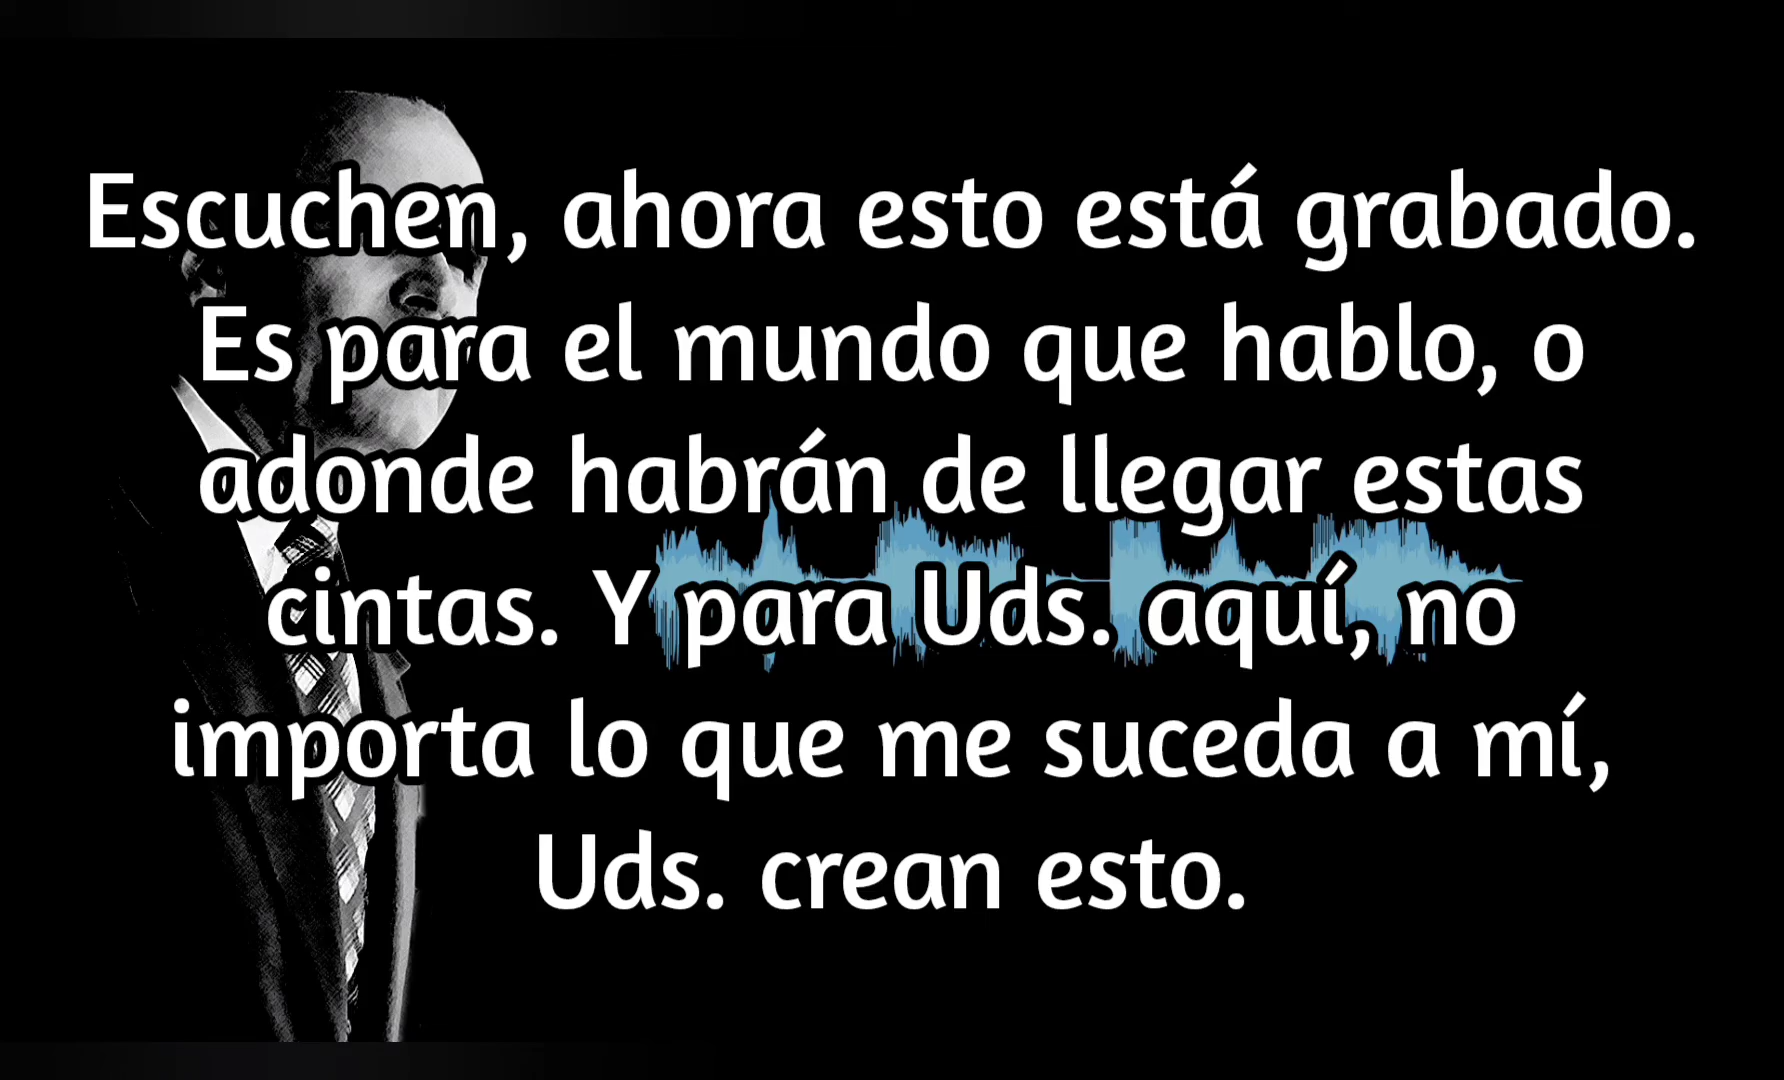 Escuchen, ahora esto está grabado.
Es para el mundo que hablo, o
adonde habrán de llegar estas
cintas. Y para Uds. aquí, no
importa lo que me suceda a mí,
Uds. crean esto.